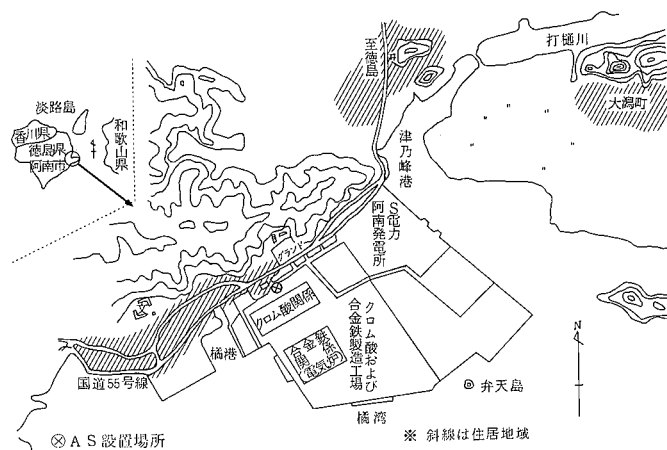 淡路島
香川県
徳島県
阿南市
和歌山県
至徳島
打樋川
大潟町
津乃峰港
S電力
阿南発電所
グランド
クロム酸関係
合金鉄
関係
電気炉
クロム酸および
合金鉄製造工場
橘港
国道55号線
橘湾
弁天島
N
⊗ＡＳ設置場所
※ 斜線は住居地域